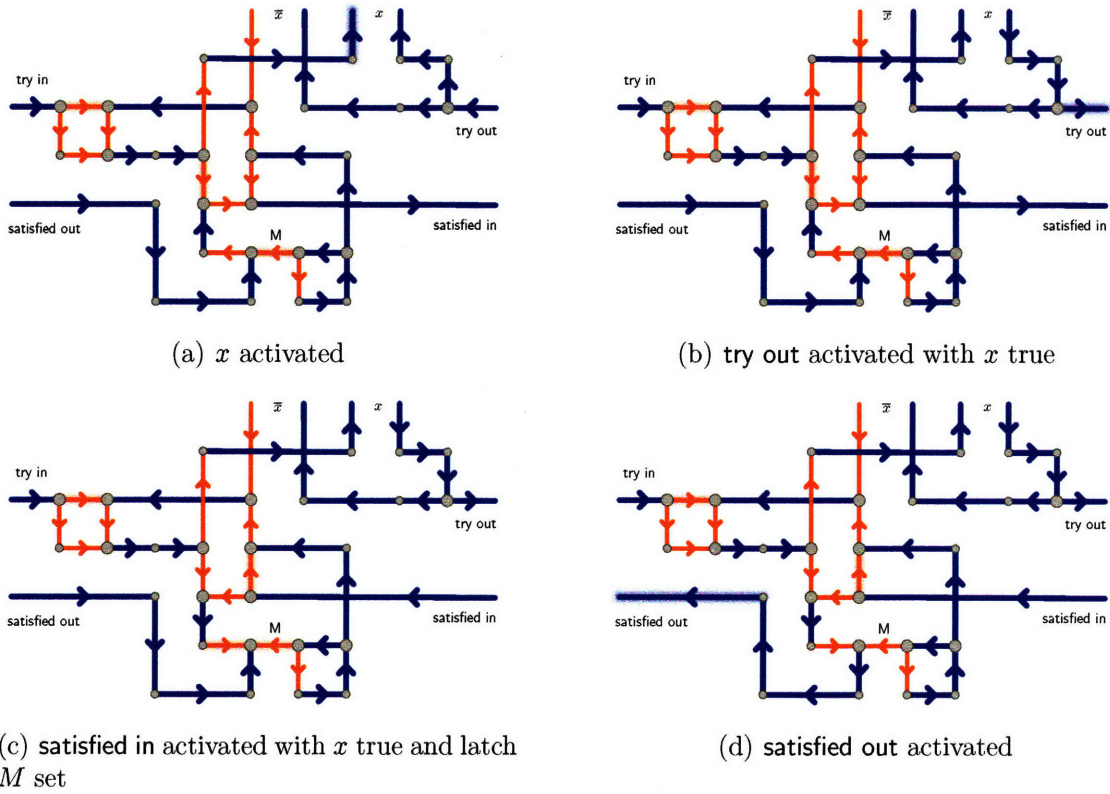 x̅ x x̅ x
try in try in
try out try out
satisfied out satisfied in satisfied out satisfied in
M M
(a) x activated
(b) try out activated with x true
x̅ x x̅ x
try in try in
try out try out
satisfied out satisfied in satisfied out satisfied in
M M
(c) satisfied in activated with x true and latch
M set
(d) satisfied out activated